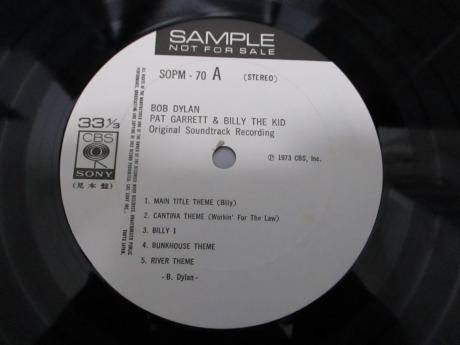 SAMPLE
NOT FOR SALE
SOPM-70 A (STEREO)
BOB DYLAN
PAT GARRETT & BILLY THE KID
Original Soundtrack Recording
33⅓
CBS
SONY
(見本盤)
Ⓟ 1973 CBS, Inc.
1. MAIN TITLE THEME (Billy)
2. CANTINA THEME (Workin' For The Law)
3. BILLY 1
4. BUNKHOUSE THEME
5. RIVER THEME
-B. Dylan-